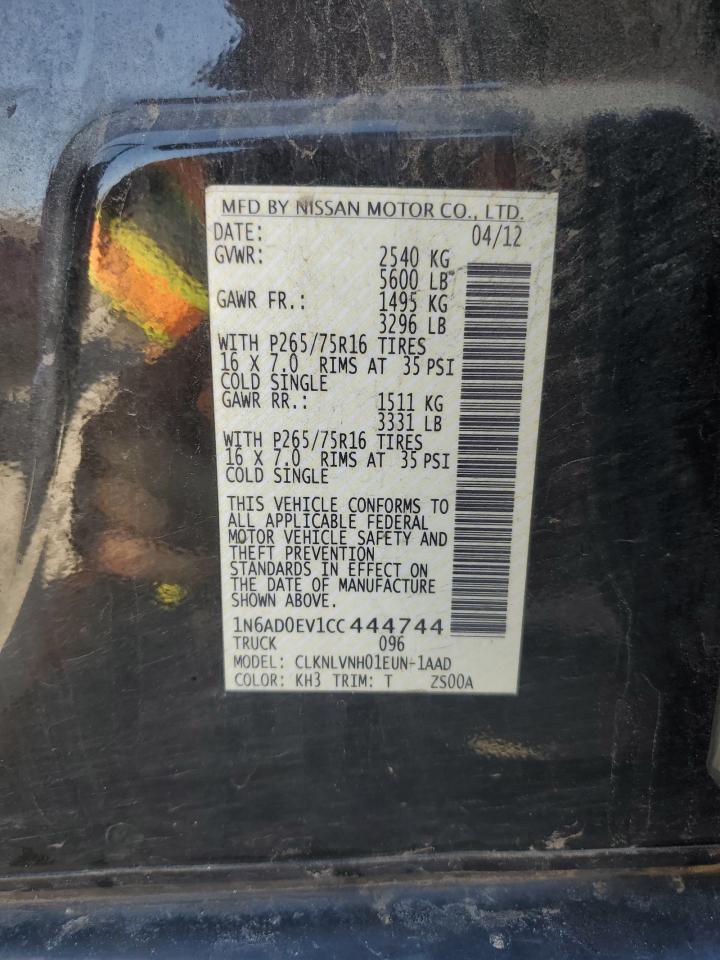 MFD BY NISSAN MOTOR CO., LTD.
DATE: 04/12
GVWR: 2540 KG
5600 LB
GAWR FR.: 1495 KG
3296 LB
WITH P265/75R16 TIRES
16 X 7.0 RIMS AT 35 PSI
COLD SINGLE
GAWR RR.: 1511 KG
3331 LB
WITH P265/75R16 TIRES
16 X 7.0 RIMS AT 35 PSI
COLD SINGLE
THIS VEHICLE CONFORMS TO
ALL APPLICABLE FEDERAL
MOTOR VEHICLE SAFETY AND
THEFT PREVENTION
STANDARDS IN EFFECT ON
THE DATE OF MANUFACTURE
SHOWN ABOVE.
1N6AD0EV1CC444744
TRUCK 096
MODEL: CLKNLVNH01EUN-1AAD
COLOR: KH3 TRIM: T ZS00A